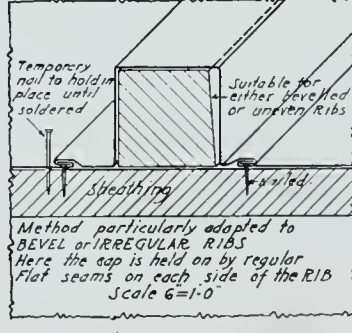 Temporary
nail to hold in
place until
soldered
Suitable for
either bevelled
or uneven Ribs
Sheathing
nailed.
Method particularly adapted to
BEVEL or IRREGULAR RIBS
Here the cap is held on by regular
Flat seams on each side of the RIB
Scale 6"=1-0"